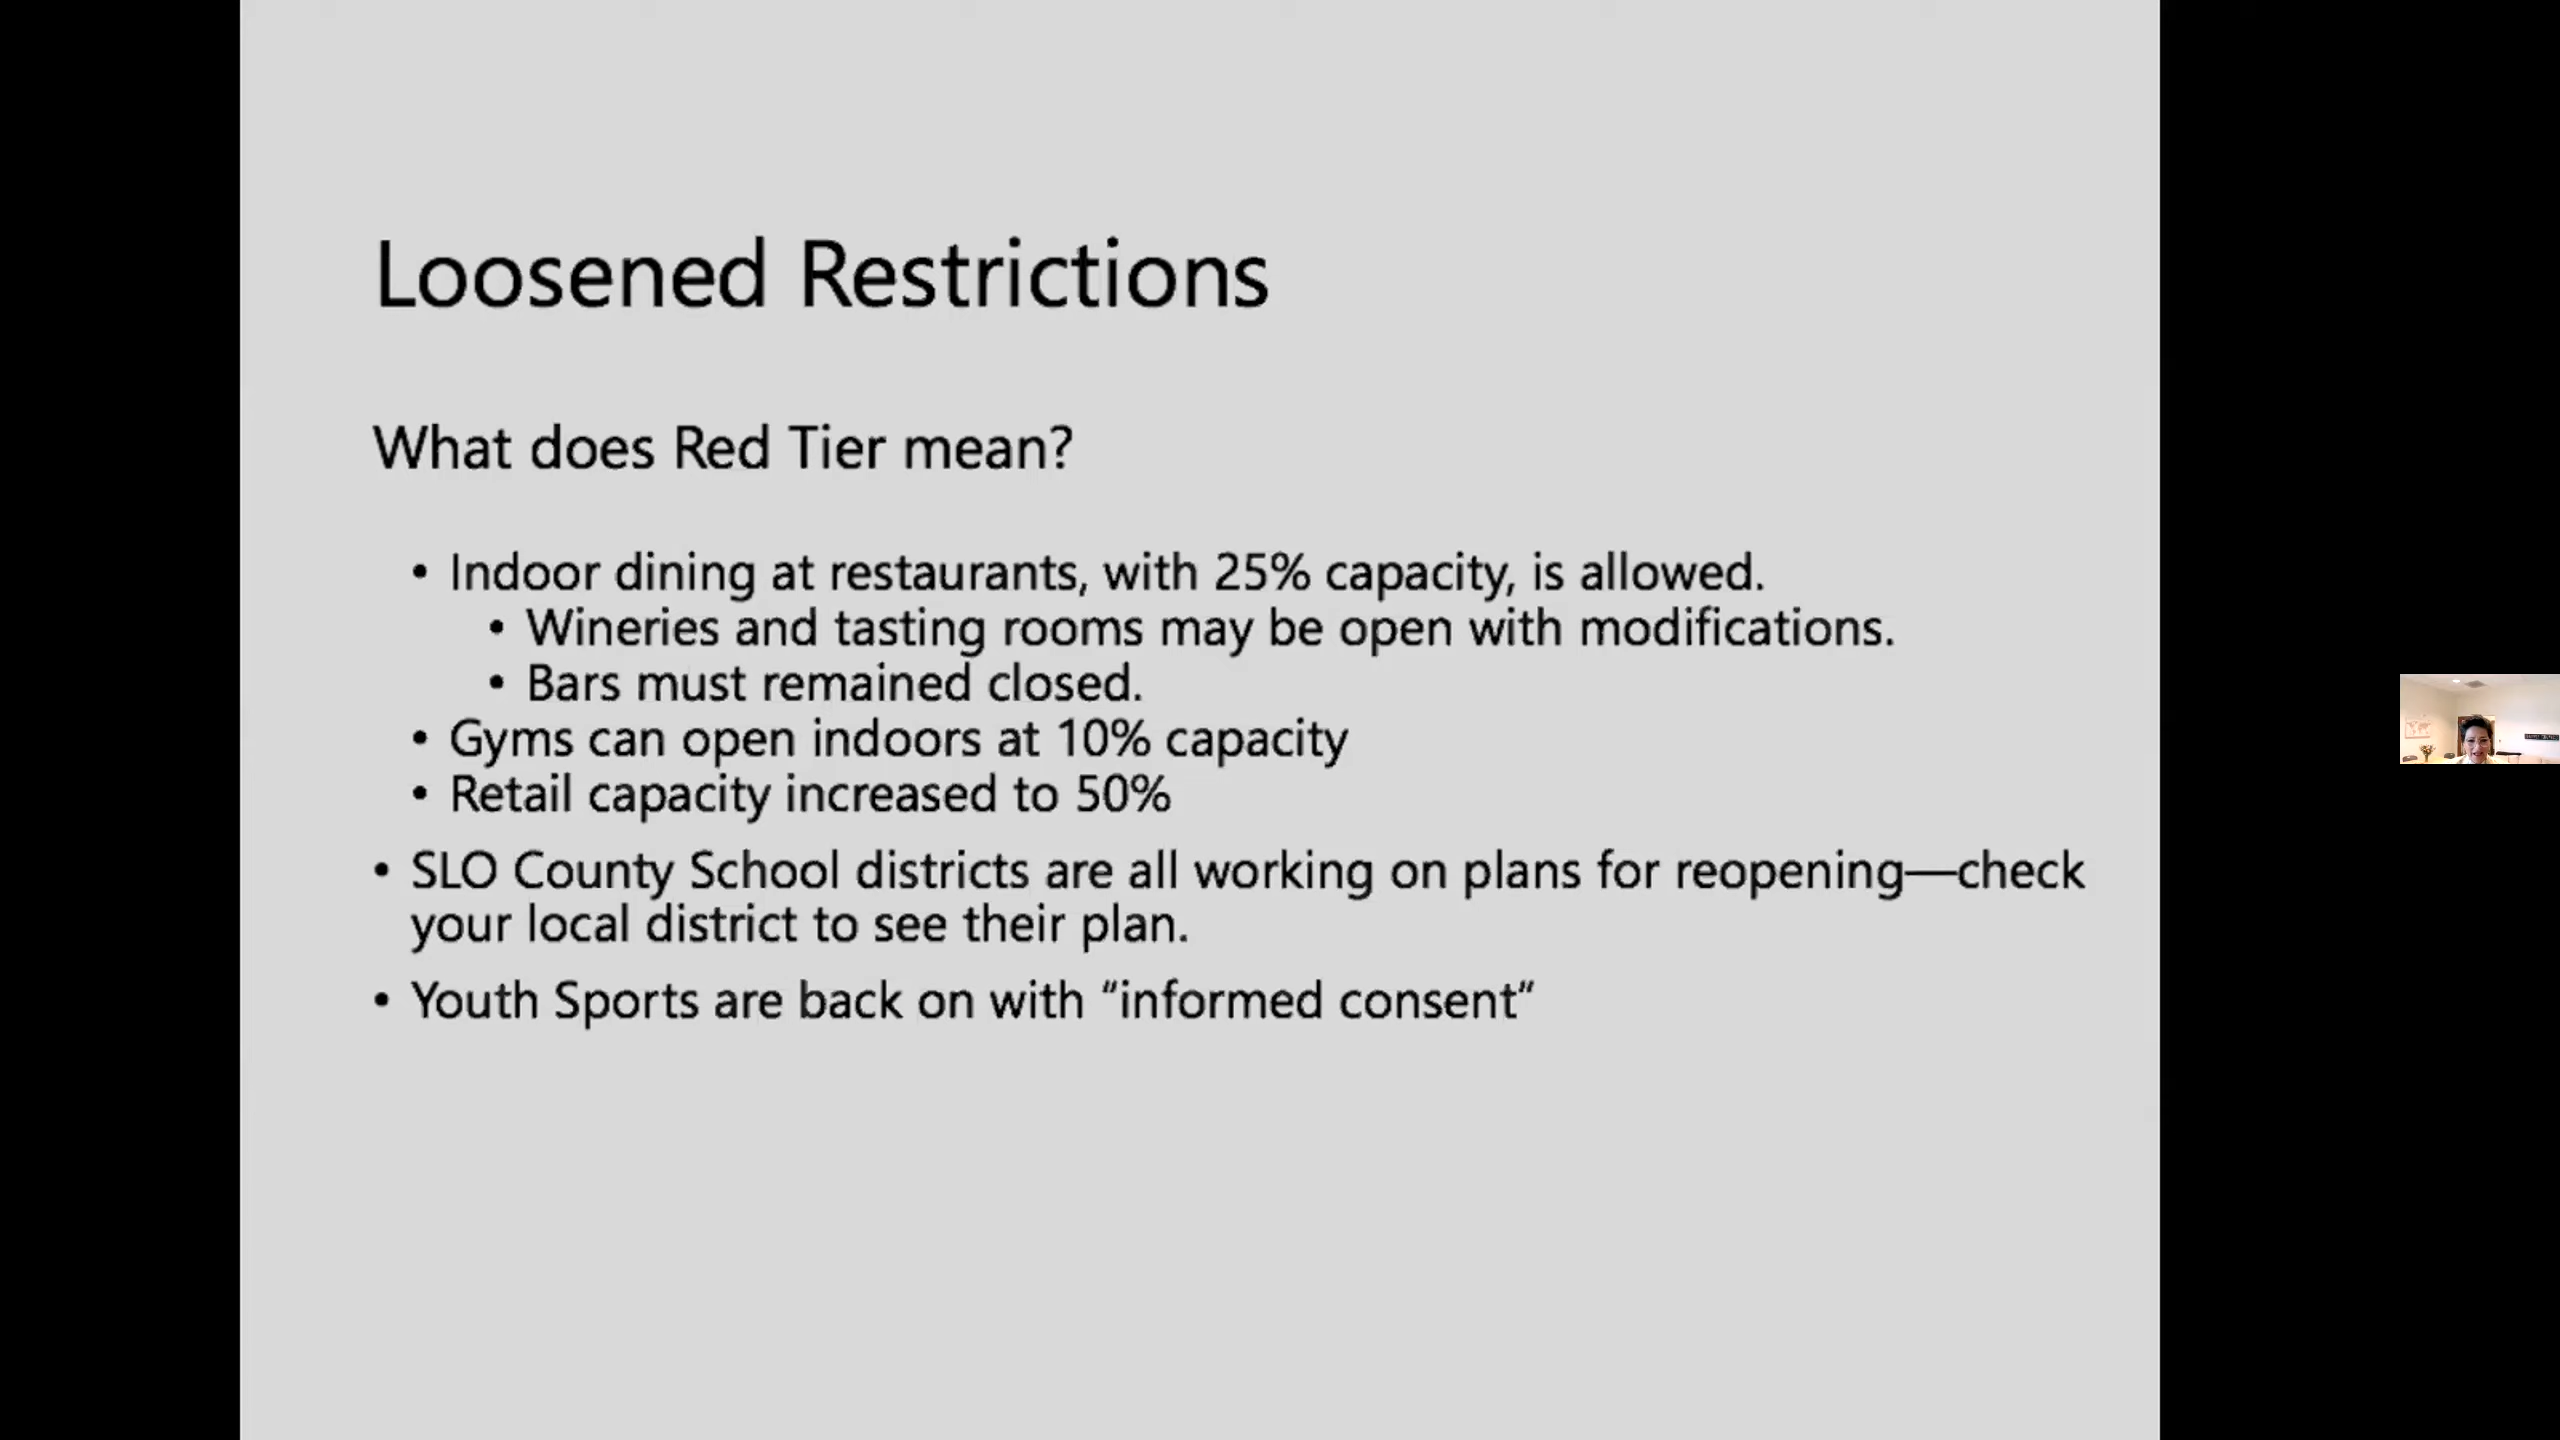 Loosened Restrictions
What does Red Tier mean?
• Indoor dining at restaurants, with 25% capacity, is allowed.
• Wineries and tasting rooms may be open with modifications.
• Bars must remained closed.
• Gyms can open indoors at 10% capacity
• Retail capacity increased to 50%
• SLO County School districts are all working on plans for reopening—check
your local district to see their plan.
• Youth Sports are back on with “informed consent”